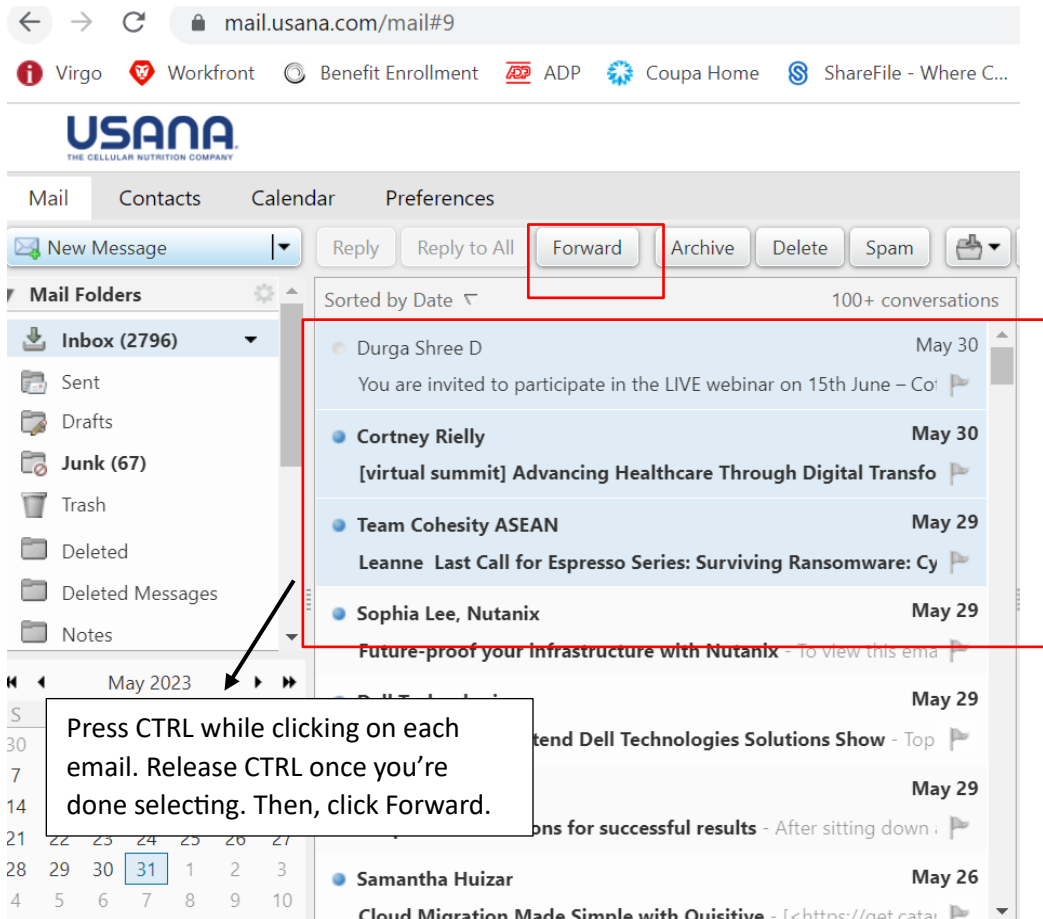 mail.usana.com/mail#9
Virgo Workfront Benefit Enrollment ADP Coupa Home ShareFile - Where C...
USANA
THE CELLULAR NUTRITION COMPANY
Mail Contacts Calendar Preferences
New Message Reply Reply to All Forward Archive Delete Spam
Mail Folders
Inbox (2796)
Sent
Drafts
Junk (67)
Trash
Deleted
Deleted Messages
Notes
Sorted by Date 100+ conversations
Durga Shree D May 30
You are invited to participate in the LIVE webinar on 15th June –
Cortney Rielly May 30
[virtual summit] Advancing Healthcare Through Digital Transfo
Team Cohesity ASEAN May 29
Leanne Last Call for Espresso Series: Surviving Ransomware: Cy
Sophia Lee, Nutanix May 29
Future-proof your infrastructure with Nutanix - To view this ema
May 29
tend Dell Technologies Solutions Show - Top
May 29
ons for successful results - After sitting down
Samantha Huizar May 26
Cloud Migration Made Simple with Quisitive - [<https://get.catap
May 2023
S
30
7
14
21 22 23 24 25 26 27
28 29 30 31 1 2 3
4 5 6 7 8 9 10
Press CTRL while clicking on each
email. Release CTRL once you're
done selecting. Then, click Forward.